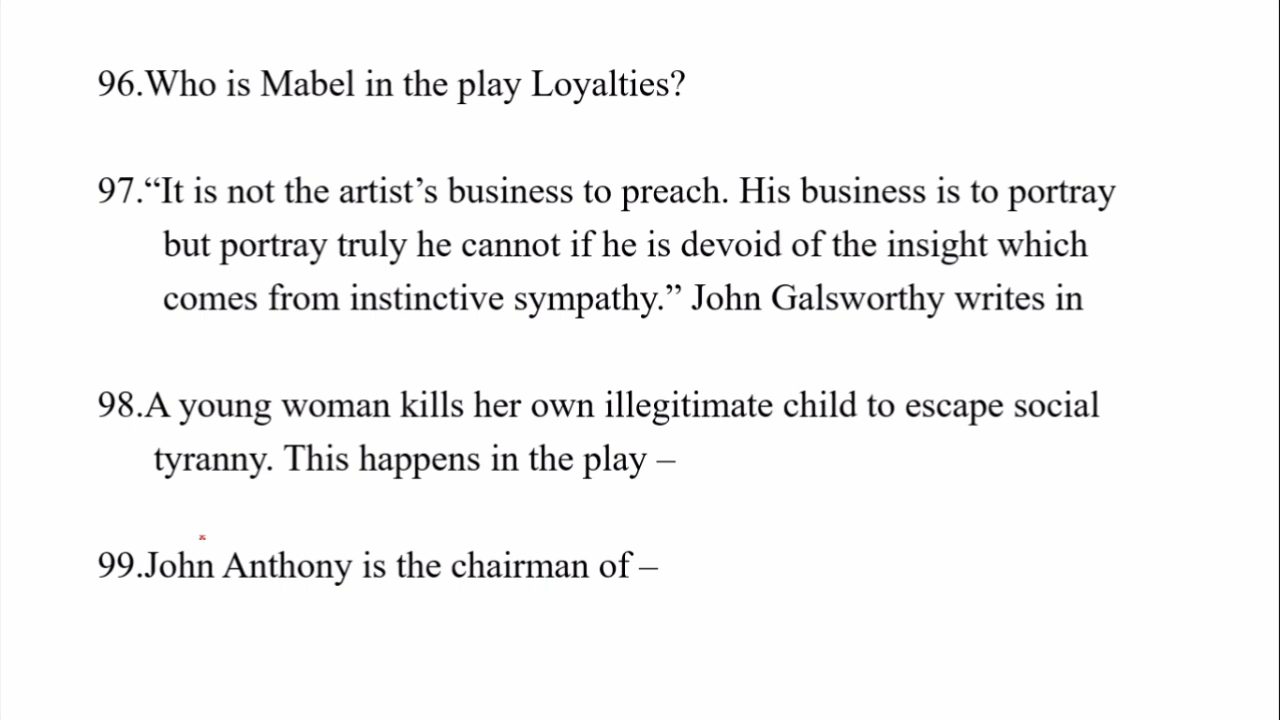 96.Who is Mabel in the play Loyalties?
97.“It is not the artist’s business to preach. His business is to portray
but portray truly he cannot if he is devoid of the insight which
comes from instinctive sympathy.” John Galsworthy writes in
98.A young woman kills her own illegitimate child to escape social
tyranny. This happens in the play –
99.John Anthony is the chairman of –